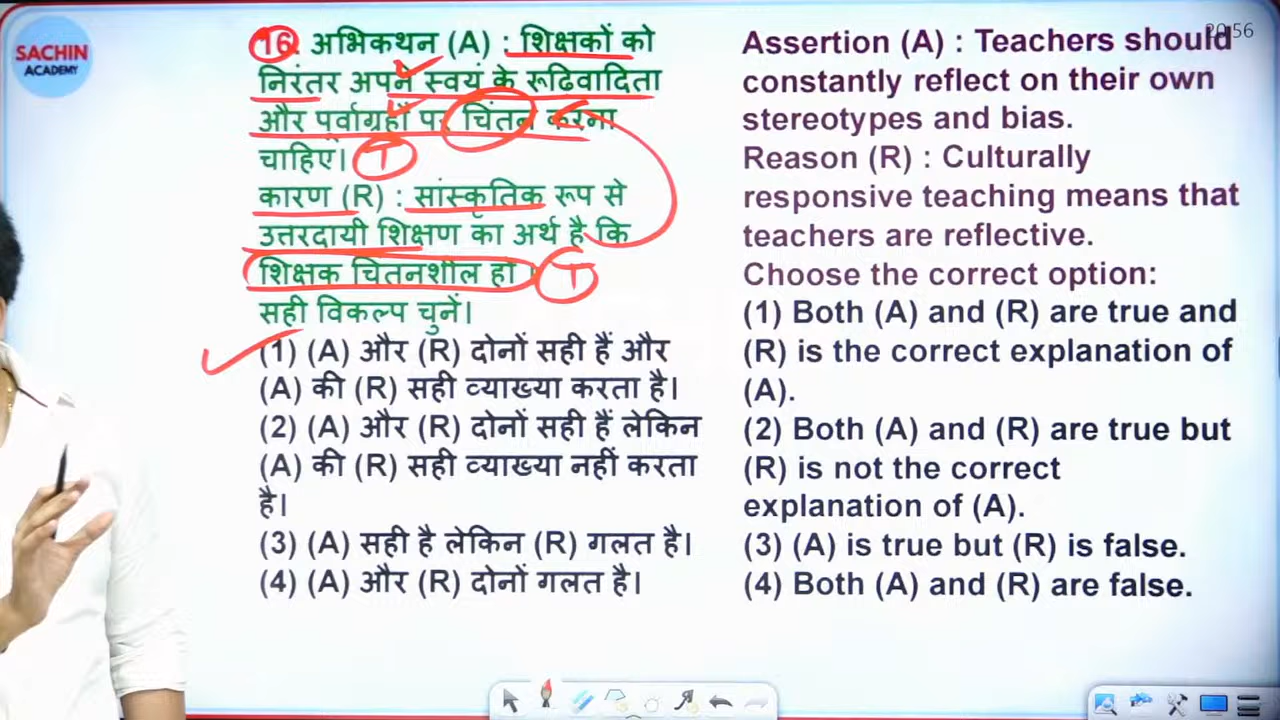 SACHIN
ACADEMY
16. अभिकथन (A) : शिक्षकों को
निरंतर अपने स्वयं के रूढिवादिता
और पूर्वाग्रहों पर चिंतन करना
चाहिए। T
कारण (R) : सांस्कृतिक रूप से
उत्तरदायी शिक्षण का अर्थ है कि
शिक्षक चिंतनशील हो । T
सही विकल्प चुनें।
(1) (A) और (R) दोनों सही हैं और
(A) की (R) सही व्याख्या करता है।
(2) (A) और (R) दोनों सही हैं लेकिन
(A) की (R) सही व्याख्या नहीं करता
है।
(3) (A) सही है लेकिन (R) गलत है।
(4) (A) और (R) दोनों गलत है।
Assertion (A) : Teachers should
constantly reflect on their own
stereotypes and bias.
Reason (R) : Culturally
responsive teaching means that
teachers are reflective.
Choose the correct option:
(1) Both (A) and (R) are true and
(R) is the correct explanation of
(A).
(2) Both (A) and (R) are true but
(R) is not the correct
explanation of (A).
(3) (A) is true but (R) is false.
(4) Both (A) and (R) are false.